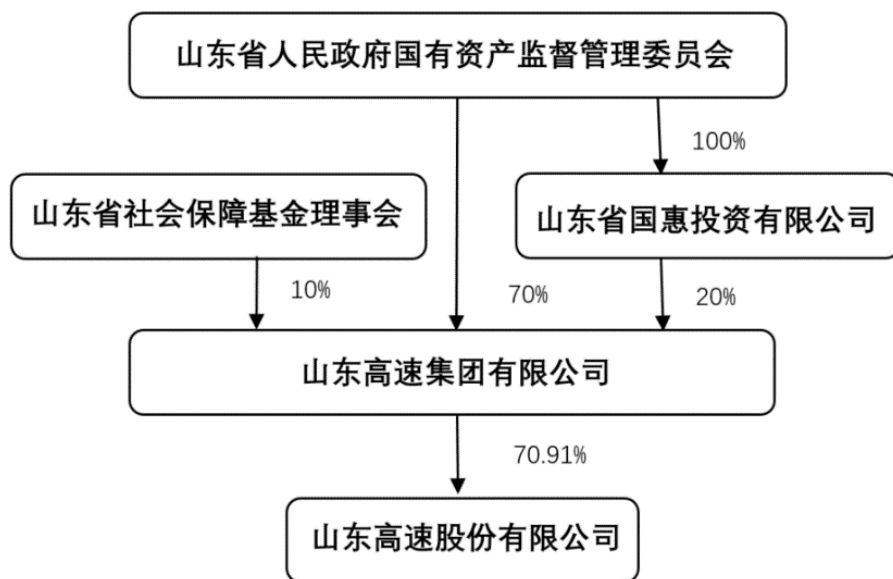 山东省人民政府国有资产监督管理委员会
100%
山东省社会保障基金理事会
山东省国惠投资有限公司
10%
70%
20%
山东高速集团有限公司
70.91%
山东高速股份有限公司